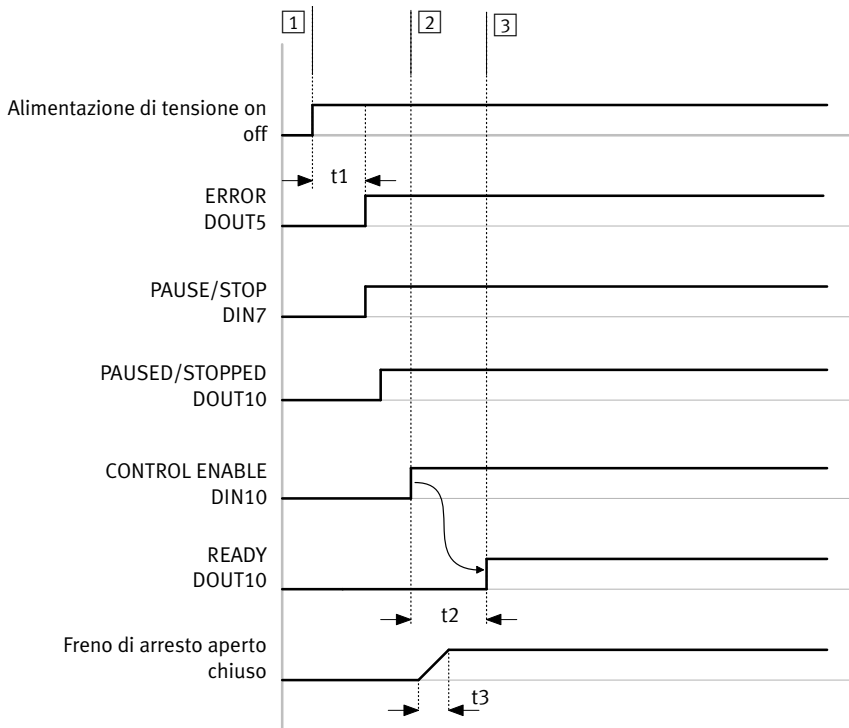 1
2
3
Alimentazione di tensione on
off
t1
ERROR
DOUT5
PAUSE/STOP
DIN7
PAUSED/STOPPED
DOUT10
CONTROL ENABLE
DIN10
READY
DOUT10
t2
Freno di arresto aperto
chiuso
t3